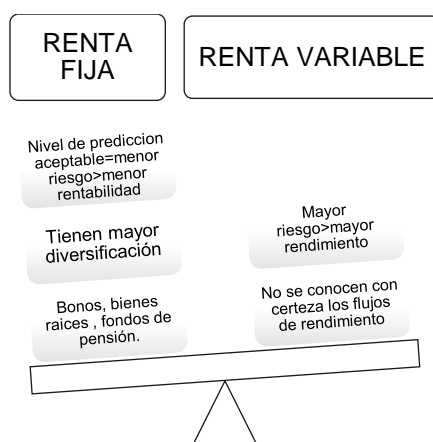 RENTA
FIJA
RENTA VARIABLE
Nivel de prediccion
aceptable=menor
riesgo>menor
rentabilidad
Tienen mayor
diversificación
Bonos, bienes
raices , fondos de
pensión.
Mayor
riesgo>mayor
rendimiento
No se conocen con
certeza los flujos
de rendimiento